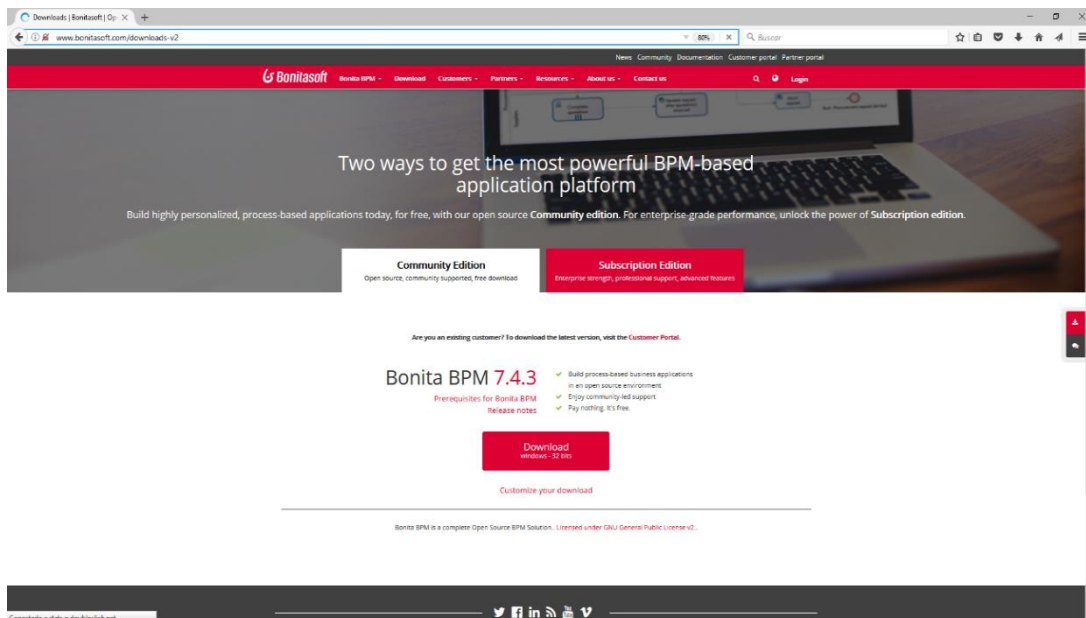 Downloads | Bonitasoft | Op
www.bonitasoft.com/downloads-v2
80%
Buscar
News Community Documentation Customer portal Partner portal
Bonitasoft Bonita BPM Download Customers Partners Resources About us Contact us Login
Two ways to get the most powerful BPM-based
application platform
Build highly personalized, process-based applications today, for free, with our open source Community edition. For enterprise-grade performance, unlock the power of Subscription edition.
Community Edition
Open source, community supported, free download
Subscription Edition
Enterprise strength, professional support, advanced features
Are you an existing customer? To download the latest version, visit the Customer Portal.
Bonita BPM 7.4.3
Prerequisites for Bonita BPM
Release notes
Build process-based business applications
in an open source environment
Enjoy community-led support
Pay nothing. It's free.
Download
windows - 32 bits
Customize your download
Bonita BPM is a complete Open Source BPM Solution.. Licensed under GNU General Public License v2..